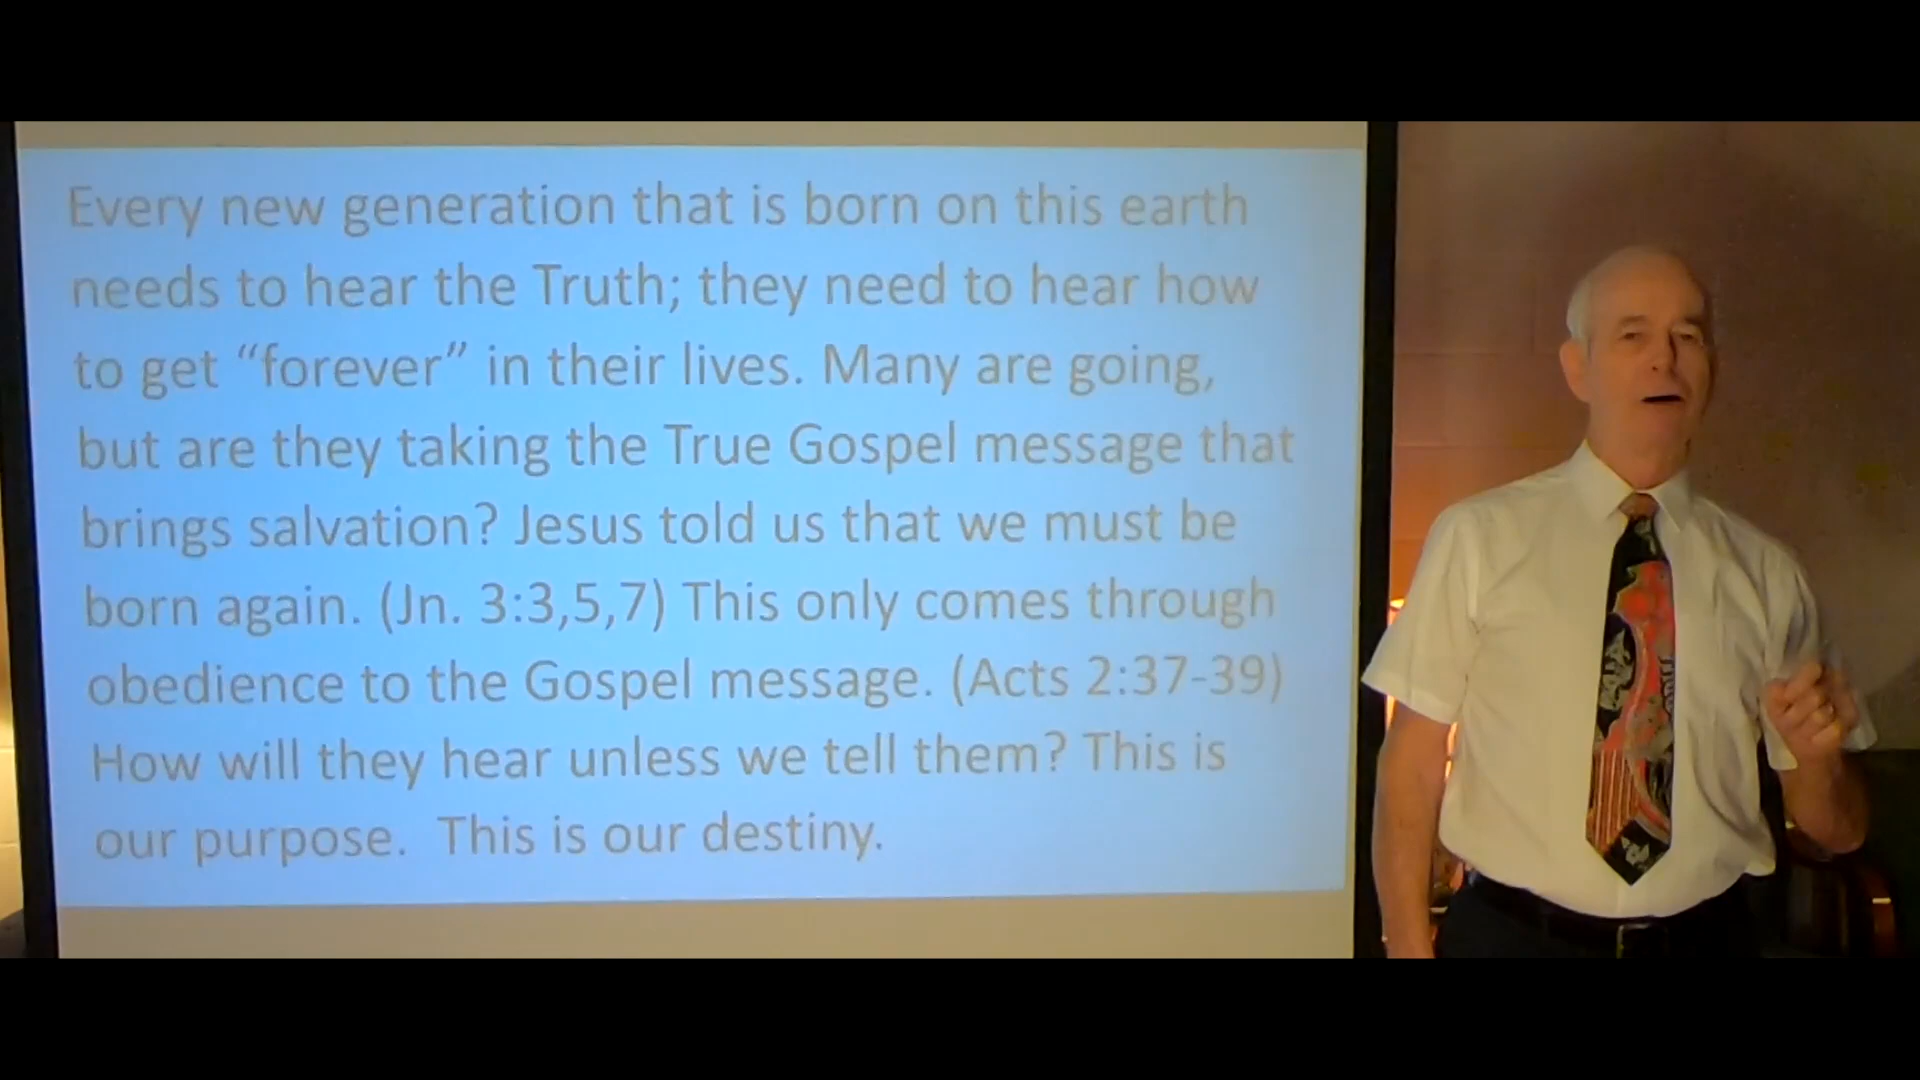 Every new generation that is born on this earth
needs to hear the Truth; they need to hear how
to get “forever” in their lives. Many are going,
but are they taking the True Gospel message that
brings salvation? Jesus told us that we must be
born again. (Jn. 3:3,5,7) This only comes through
obedience to the Gospel message. (Acts 2:37-39)
How will they hear unless we tell them? This is
our purpose.  This is our destiny.